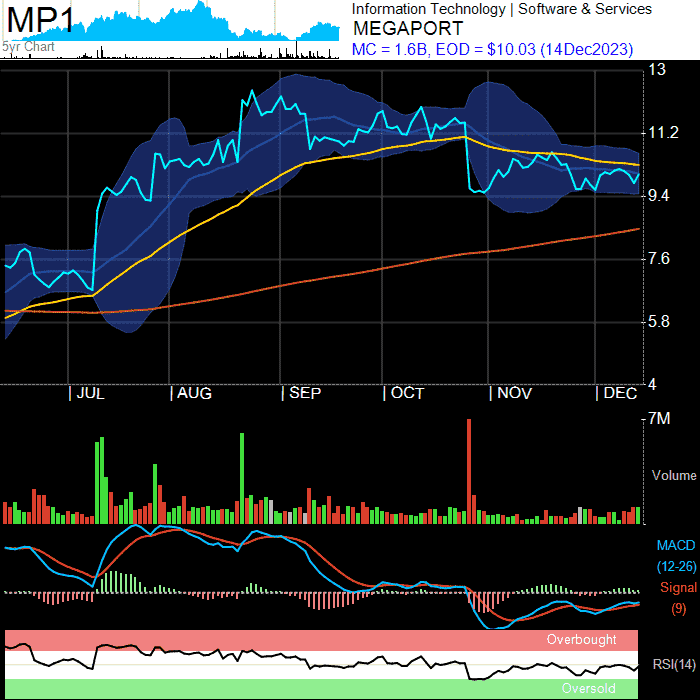 MP1
5yr Chart
Information Technology | Software & Services
MEGAPORT
MC = 1.6B, EOD = $10.03 (14Dec2023)
13
11.2
9.4
7.6
5.8
4
| JUL | AUG | SEP | OCT | NOV | DEC
7M
Volume
MACD
(12-26)
Signal
(9)
Overbought
RSI(14)
Oversold